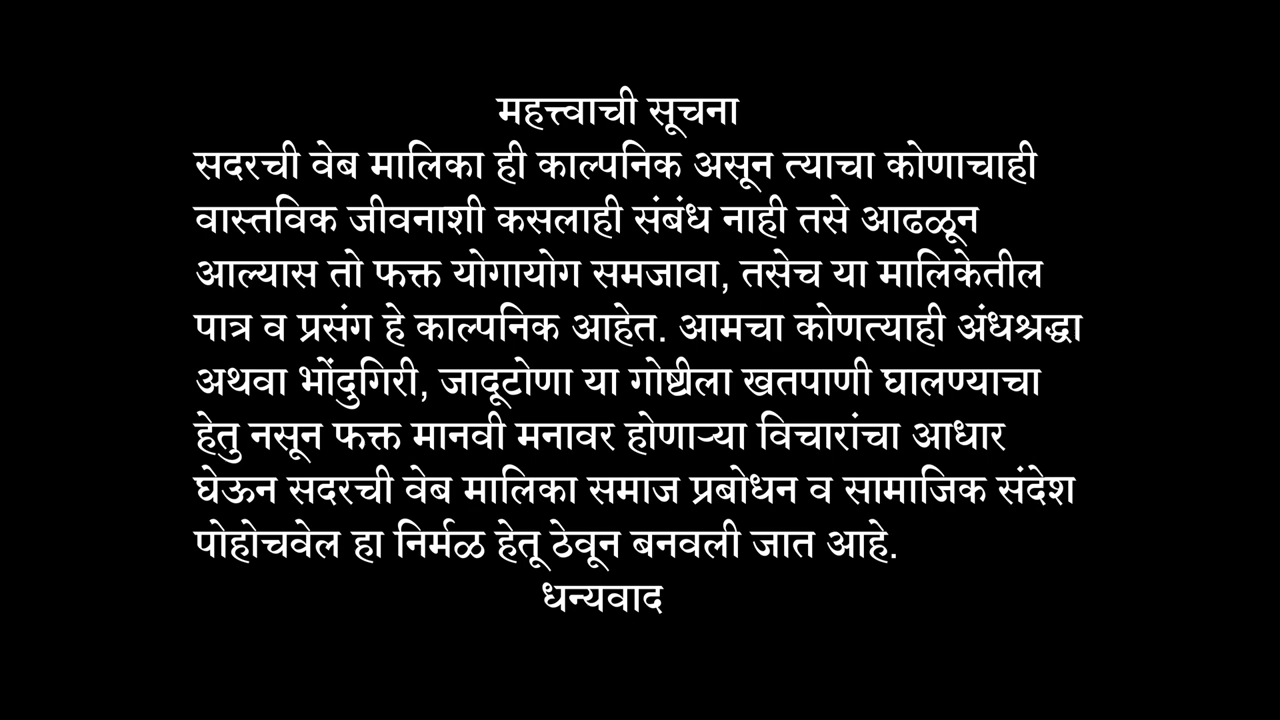 महत्त्वाची सूचना
सदरची वेब मालिका ही काल्पनिक असून त्याचा कोणाचाही
वास्तविक जीवनाशी कसलाही संबंध नाही तसे आढळून
आल्यास तो फक्त योगायोग समजावा, तसेच या मालिकेतील
पात्र व प्रसंग हे काल्पनिक आहेत. आमचा कोणत्याही अंधश्रद्धा
अथवा भोंदुगिरी, जादूटोणा या गोष्टीला खतपाणी घालण्याचा
हेतु नसून फक्त मानवी मनावर होणाऱ्या विचारांचा आधार
घेऊन सदरची वेब मालिका समाज प्रबोधन व सामाजिक संदेश
पोहोचवेल हा निर्मळ हेतू ठेवून बनवली जात आहे.
धन्यवाद